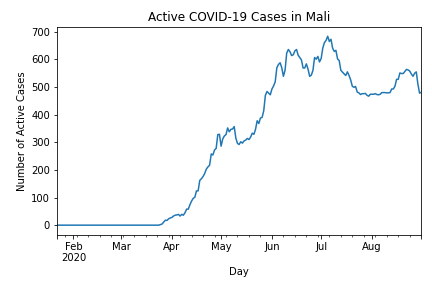 Active COVID-19 Cases in Mali
Number of Active Cases
700
600
500
400
300
200
100
0
Feb Mar Apr May Jun Jul Aug
2020
Day